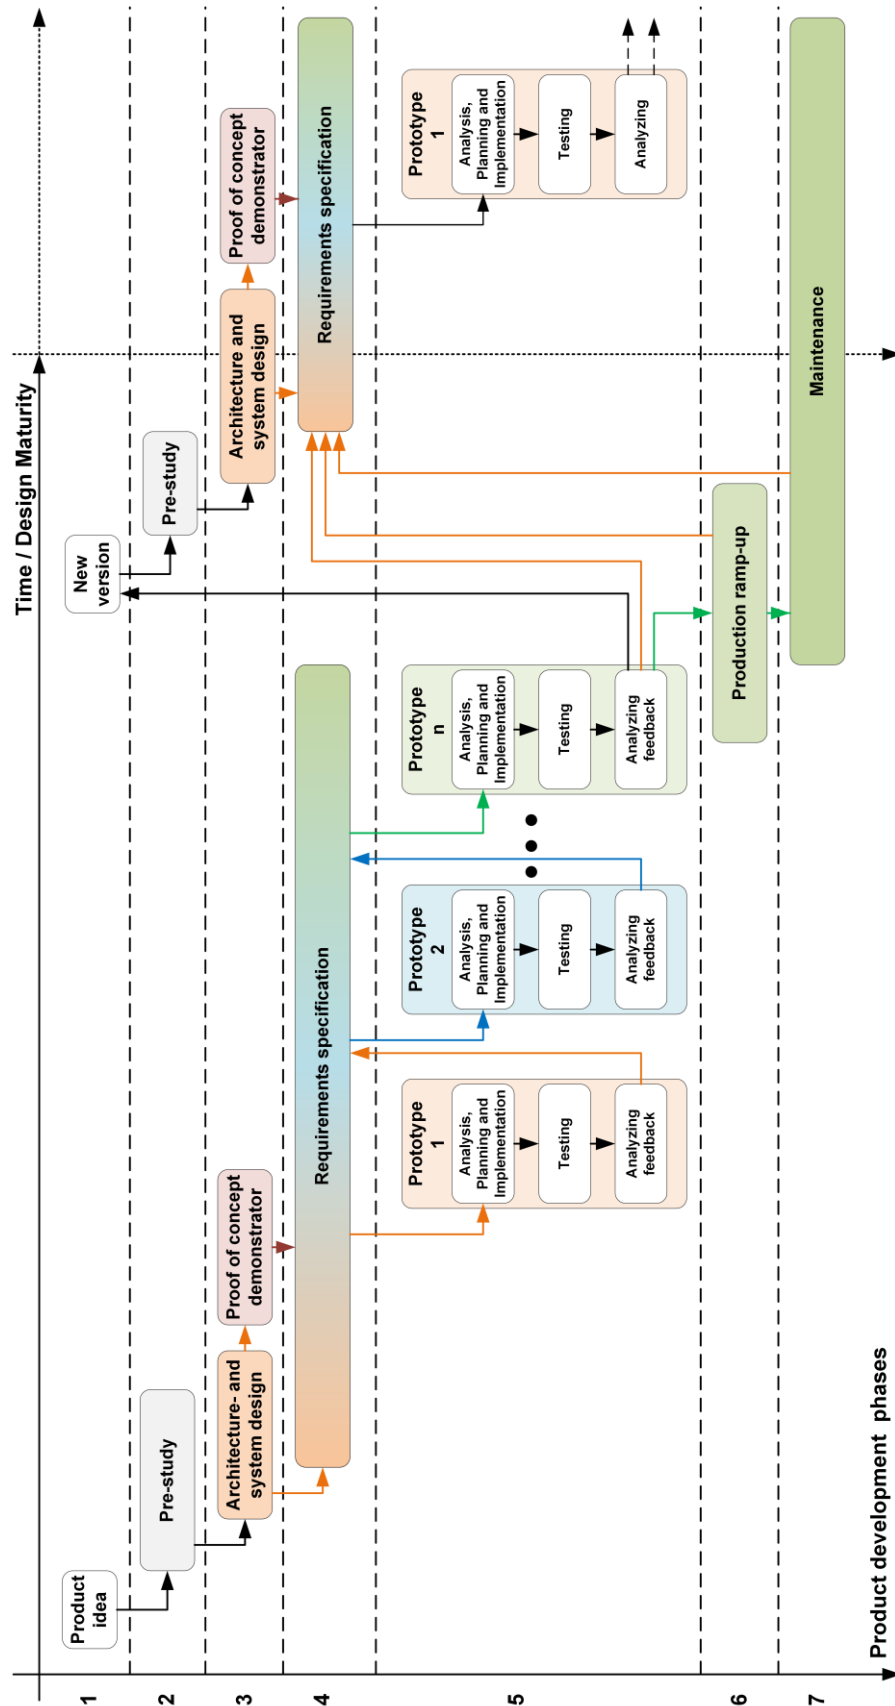 Time / Design Maturity
1
Product
idea
New
version
2
Pre-study
Pre-study
3
Architecture- and
system design
Proof of concept
demonstrator
Architecture and
system design
Proof of concept
demonstrator
4
Requirements specification
Requirements specification
5
Prototype
1
Analysis,
Planning and
Implementation
Testing
Analyzing
feedback
Prototype
2
Analysis,
Planning and
Implementation
Testing
Analyzing
feedback
Prototype
n
Analysis,
Planning and
Implementation
Testing
Analyzing
feedback
Prototype
1
Analysis,
Planning and
Implementation
Testing
Analyzing
6
Production ramp-up
7
Maintenance
Product development phases